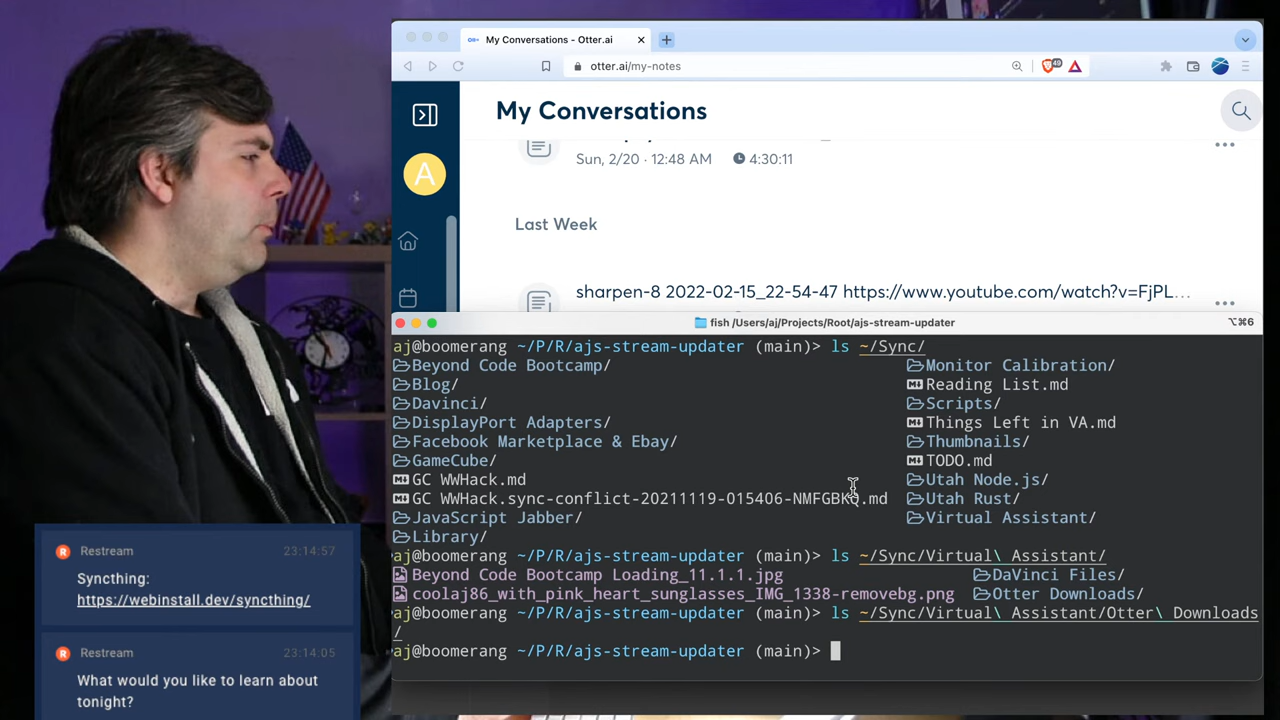 My Conversations - Otter.ai
otter.ai/my-notes
49
My Conversations
A
Sun, 2/20 · 12:48 AM 4:30:11
Last Week
sharpen-8 2022-02-15_22-54-47 https://www.youtube.com/watch?v=FjPL...
fish /Users/aj/Projects/Root/ajs-stream-updater
⌥⌘6
aj@boomerang ~/P/R/ajs-stream-updater (main)> ls ~/Sync/
Beyond Code Bootcamp/ Monitor Calibration/
Blog/ Reading List.md
Davinci/ Scripts/
DisplayPort Adapters/ Things Left in VA.md
Facebook Marketplace & Ebay/ Thumbnails/
GameCube/ TODO.md
GC WWHack.md Utah Node.js/
GC WWHack.sync-conflict-20211119-015406-NMFGBKQ.md Utah Rust/
JavaScript Jabber/ Virtual Assistant/
Library/
aj@boomerang ~/P/R/ajs-stream-updater (main)> ls ~/Sync/Virtual\ Assistant/
Beyond Code Bootcamp Loading_11.1.1.jpg DaVinci Files/
coolaj86_with_pink_heart_sunglasses_IMG_1338-removebg.png Otter Downloads/
aj@boomerang ~/P/R/ajs-stream-updater (main)> ls ~/Sync/Virtual\ Assistant/Otter\ Downloads
/
aj@boomerang ~/P/R/ajs-stream-updater (main)>
Restream 23:14:57
Syncthing:
https://webinstall.dev/syncthing/
Restream 23:14:05
What would you like to learn about
tonight?